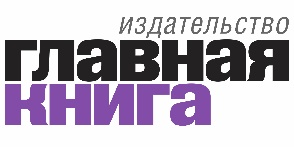 издательство
главная
книга